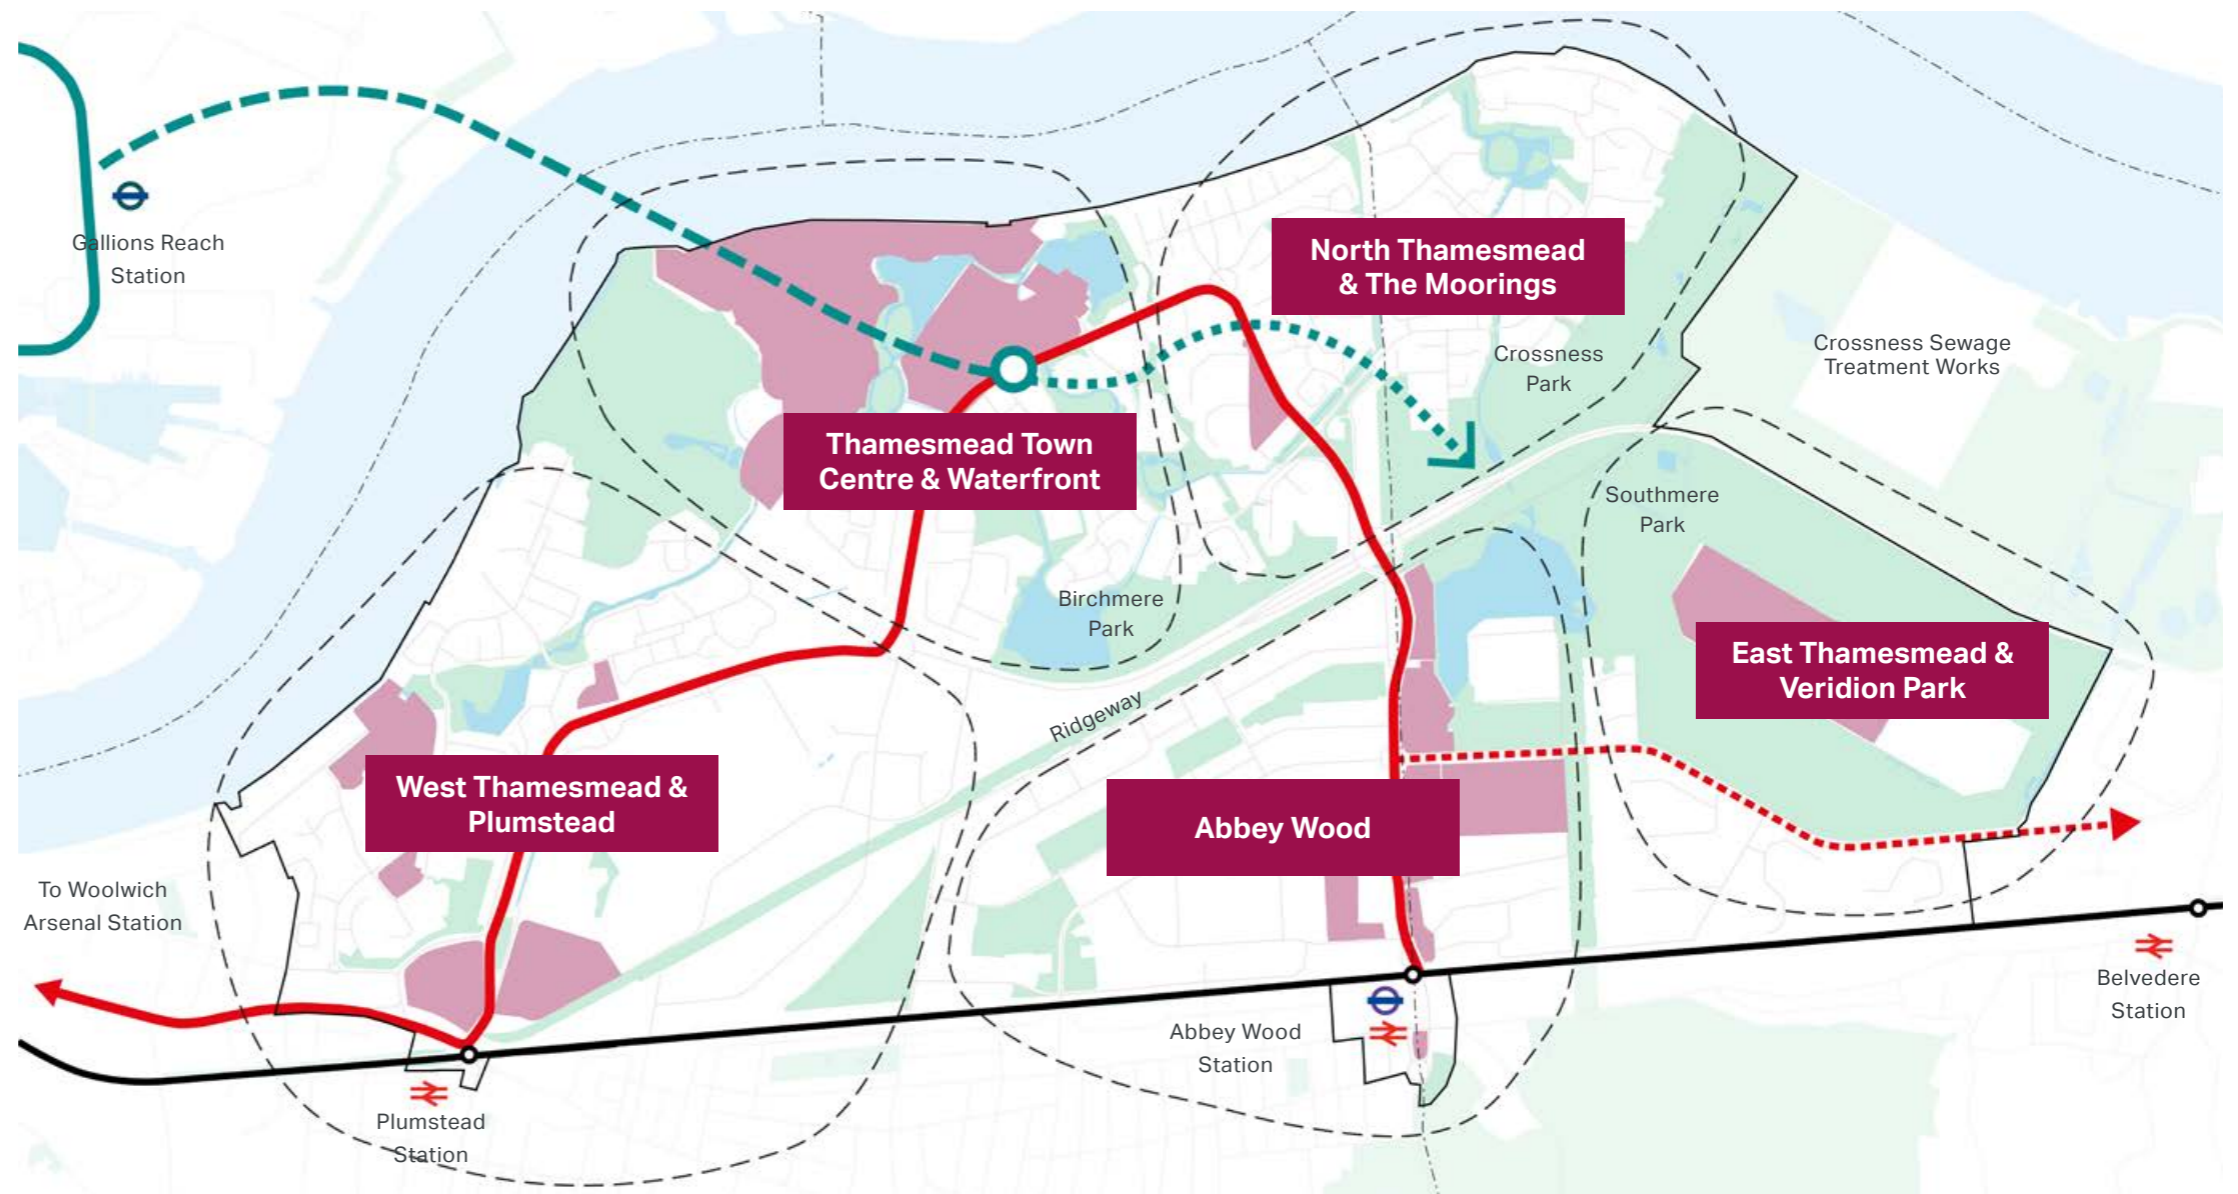 Gallions Reach
Station
North Thamesmead
& The Moorings
Crossness
Park
Crossness Sewage
Treatment Works
Thamesmead Town
Centre & Waterfront
Southmere
Park
Birchmere
Park
East Thamesmead &
Veridion Park
Ridgeway
West Thamesmead &
Plumstead
Abbey Wood
To Woolwich
Arsenal Station
Belvedere
Station
Abbey Wood
Station
Plumstead
Station